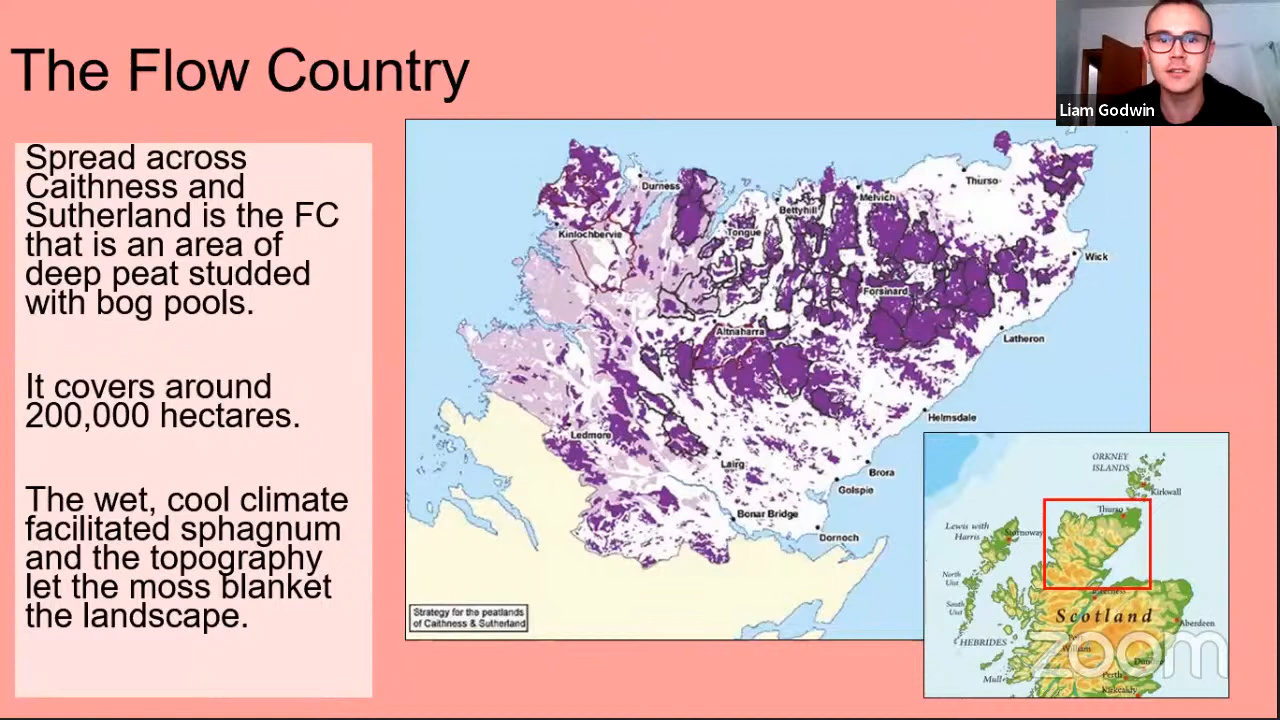 The Flow Country
Liam Godwin
Spread across
Caithness and
Sutherland is the FC
that is an area of
deep peat studded
with bog pools.
It covers around
200,000 hectares.
The wet, cool climate
facilitated sphagnum
and the topography
let the moss blanket
the landscape.
Durness
Thurso
Melvich
Bettyhill
Tongue
Kinlochbervie
Wick
Forsinard
Altnaharra
Latheron
Helmsdale
Ledmore
Lairg
Brora
Golspie
Bonar Bridge
Dornoch
Strategy for the peatlands
of Caithness & Sutherland
ORKNEY
ISLANDS
Kirkwall
Thurso
Lewis with
Harris
Stornoway
North
Uist
South
Uist
Inverness
Scotland
Aberdeen
HEBRIDES
Fort
William
zoom
Mull
Perth
Kirkcaldy